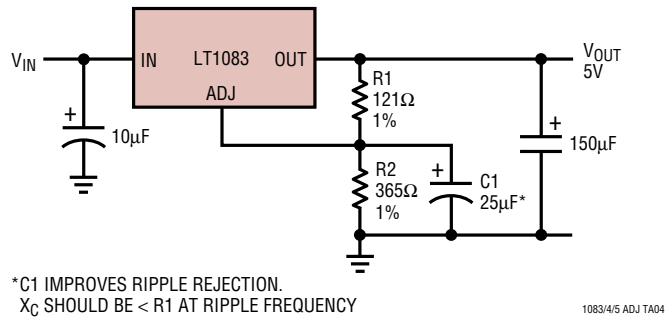 V_IN
IN LT1083 OUT
ADJ
V_OUT
5V
+
10μF
R1
121Ω
1%
R2
365Ω
1%
+
C1
25μF*
+
150μF
*C1 IMPROVES RIPPLE REJECTION.
X_C SHOULD BE < R1 AT RIPPLE FREQUENCY
1083/4/5 ADJ TA04